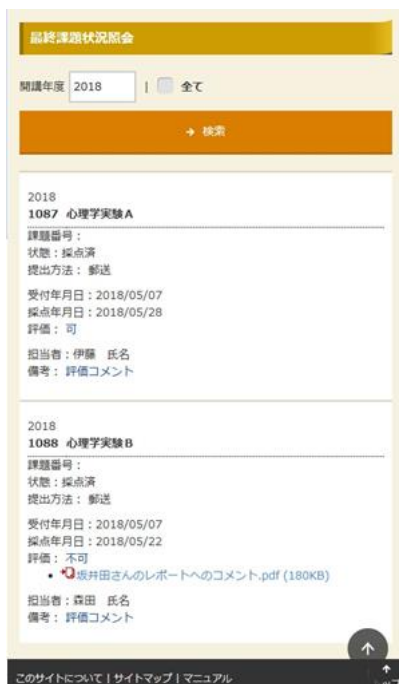 最終課題状況照会
開講年度 2018 | 全て
→ 検索
2018
1087 心理学実験A
課題番号：
状態：採点済
提出方法： 郵送
受付年月日：2018/05/07
採点年月日：2018/05/28
評価： 可
担当者：伊藤　氏名
備考： 評価コメント
2018
1088 心理学実験B
課題番号：
状態：採点済
提出方法： 郵送
受付年月日：2018/05/07
採点年月日：2018/05/22
評価： 不可
• 坂井田さんのレポートへのコメント.pdf (180KB)
担当者：森田　氏名
備考： 評価コメント
このサイトについて | サイトマップ | マニュアル